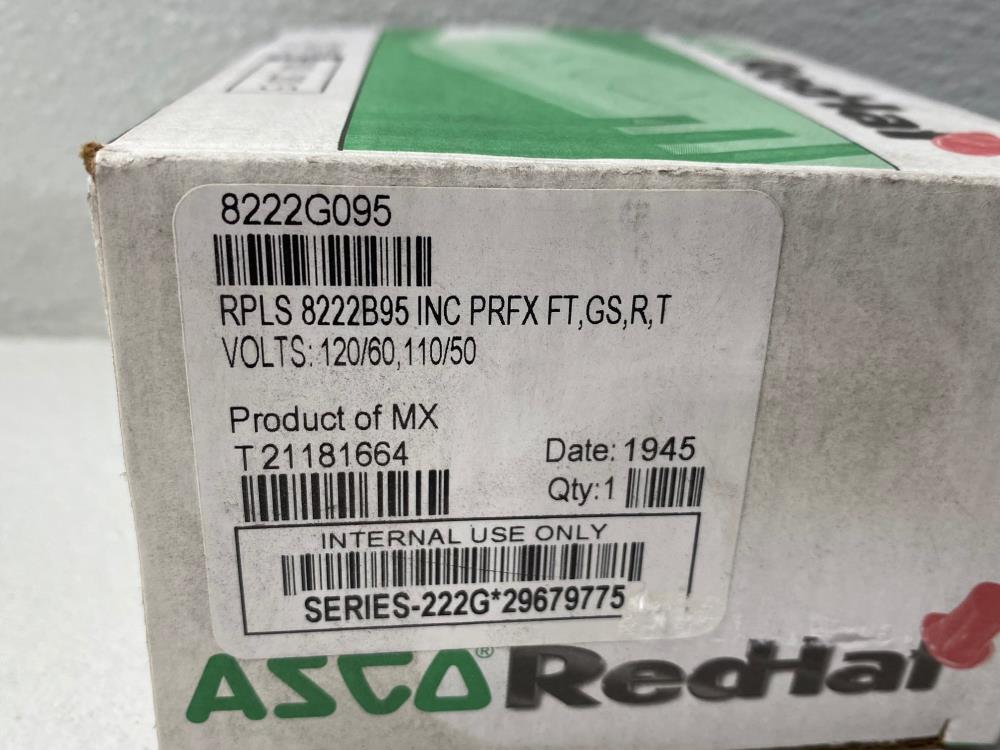 RedHat
8222G095
RPLS 8222B95 INC PRFX FT,GS,R,T
VOLTS: 120/60,110/50
Product of MX
T 21181664
Date: 1945
Qty:1
INTERNAL USE ONLY
SERIES-222G*29679775
ASCO® RedHat